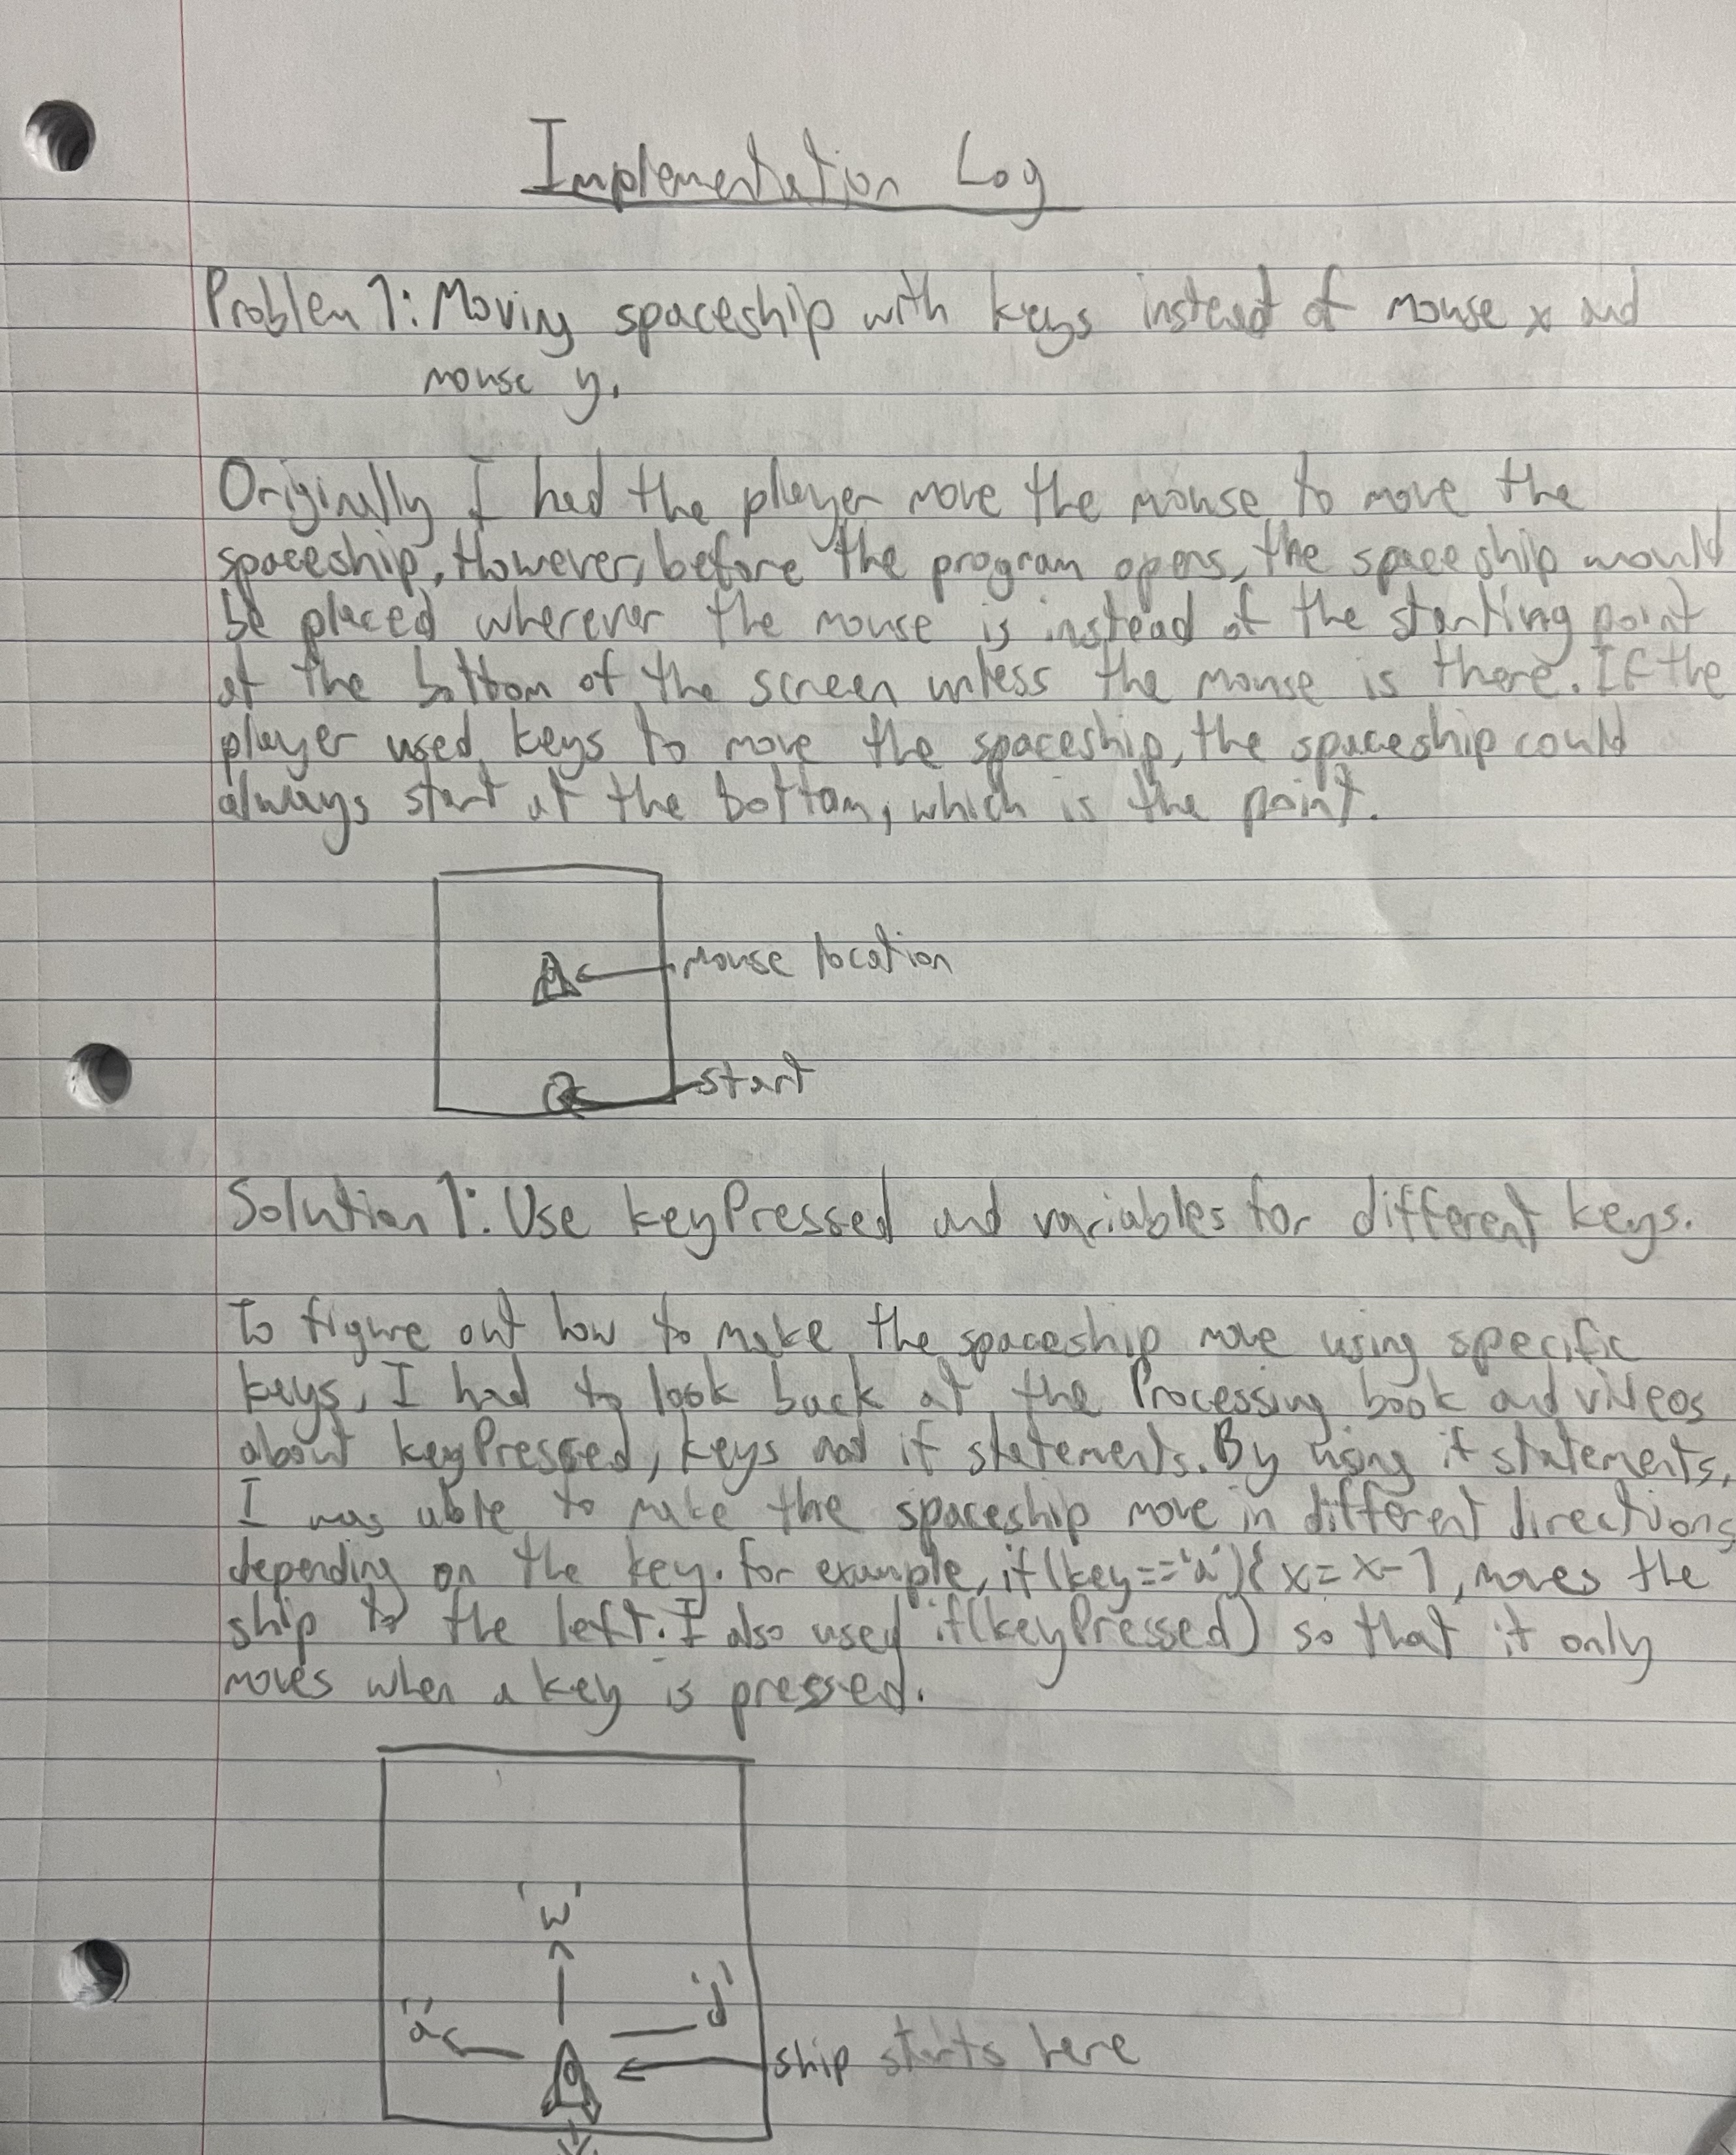 Implementation Log
Problem 1: Moving spaceship with keys instead of mouse x and
mouse y.
Originally I had the player move the mouse to move the
spaceship. However, before the program opens, the spaceship would
be placed wherever the mouse is instead of the starting point
at the bottom of the screen unless the mouse is there. If the
player used keys to move the spaceship, the spaceship could
always start at the bottom, which is the point.
mouse location
start
Solution 1: Use keyPressed and variables for different keys.
To figure out how to make the spaceship move using specific
keys, I had to look back at the Processing book and videos
about keyPressed, keys and if statements. By using if statements,
I was able to make the spaceship move in different directions
depending on the key. For example, if(key=='a'){x=x-1, moves the
ship to the left. I also used if(keyPressed) so that it only
moves when a key is pressed.
'w'
'd'
'a'
ship starts here